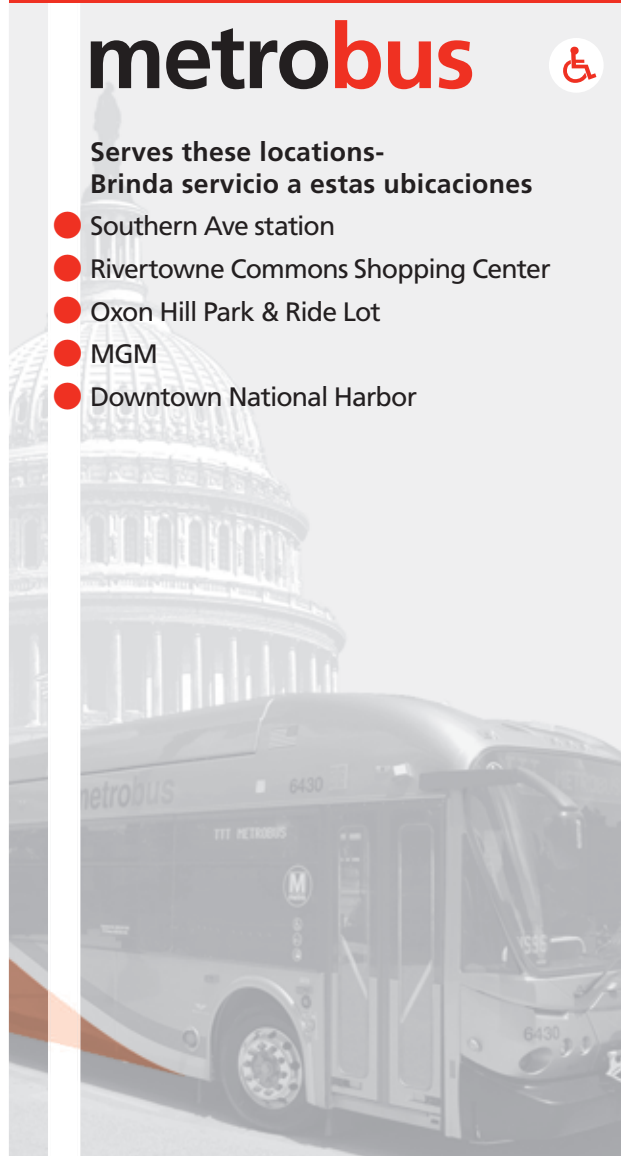 metrobus
Serves these locations-
Brinda servicio a estas ubicaciones
Southern Ave station
Rivertowne Commons Shopping Center
Oxon Hill Park & Ride Lot
MGM
Downtown National Harbor
metrobus
6430
TTT METROBUS
M
6430